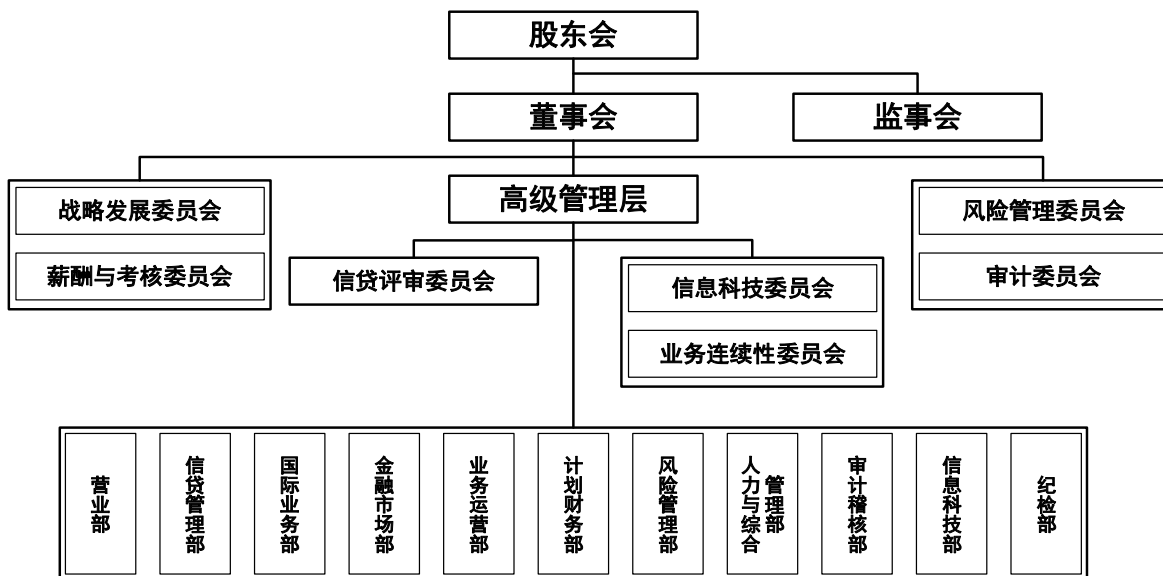 股东会
董事会
监事会
战略发展委员会
薪酬与考核委员会
高级管理层
风险管理委员会
审计委员会
信贷评审委员会
信息科技委员会
业务连续性委员会
营业部
信贷管理部
国际业务部
金融市场部
业务运营部
计划财务部
风险管理部
人力与综合
管理部
审计稽核部
信息科技部
纪检部